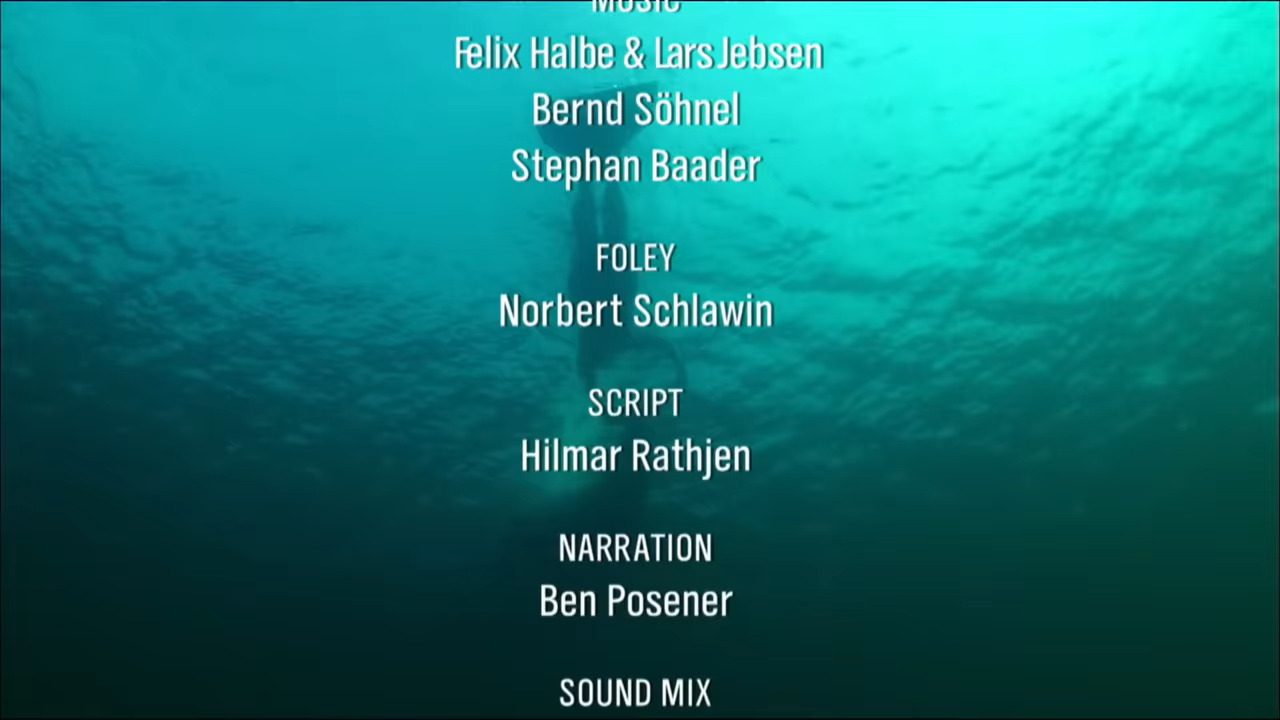 MUSIC
Felix Halbe & Lars Jebsen
Bernd Söhnel
Stephan Baader
FOLEY
Norbert Schlawin
SCRIPT
Hilmar Rathjen
NARRATION
Ben Posener
SOUND MIX